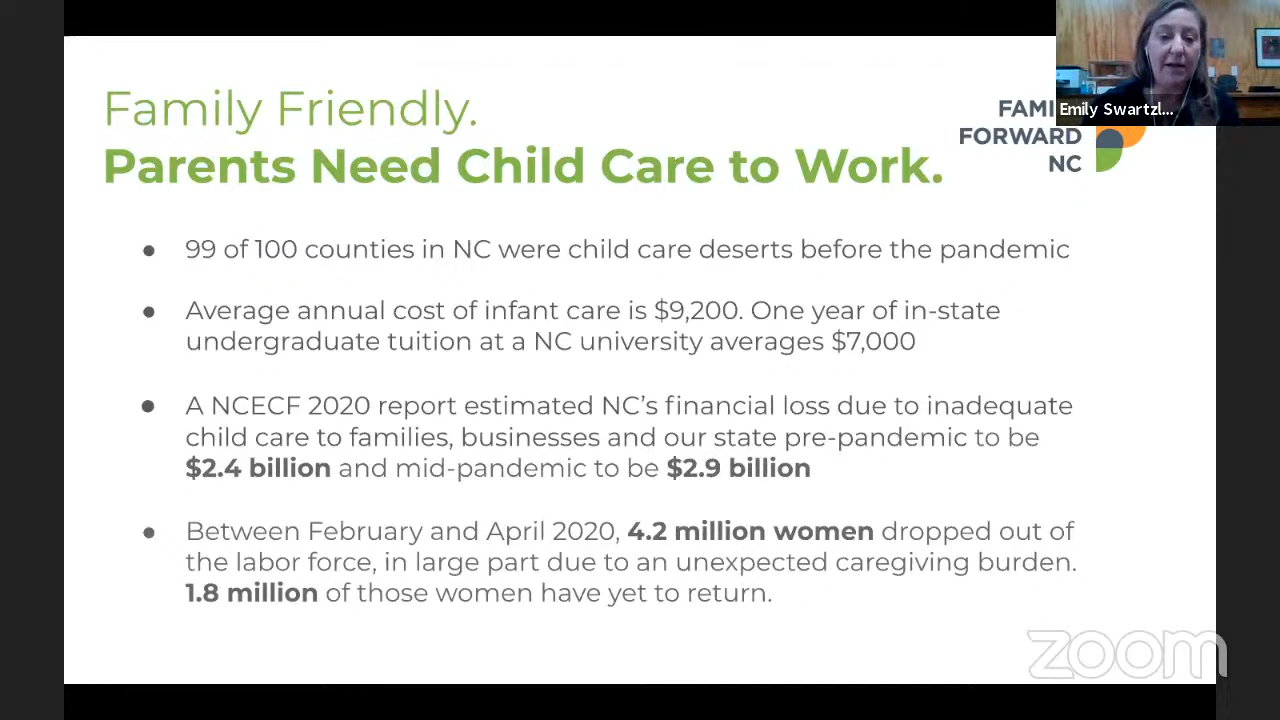 Family Friendly.
Parents Need Child Care to Work.
FAMI
FORWARD
NC
Emily Swartzl...
● 99 of 100 counties in NC were child care deserts before the pandemic
● Average annual cost of infant care is $9,200. One year of in-state
undergraduate tuition at a NC university averages $7,000
● A NCECF 2020 report estimated NC’s financial loss due to inadequate
child care to families, businesses and our state pre-pandemic to be
$2.4 billion and mid-pandemic to be $2.9 billion
● Between February and April 2020, 4.2 million women dropped out of
the labor force, in large part due to an unexpected caregiving burden.
1.8 million of those women have yet to return.
zoom